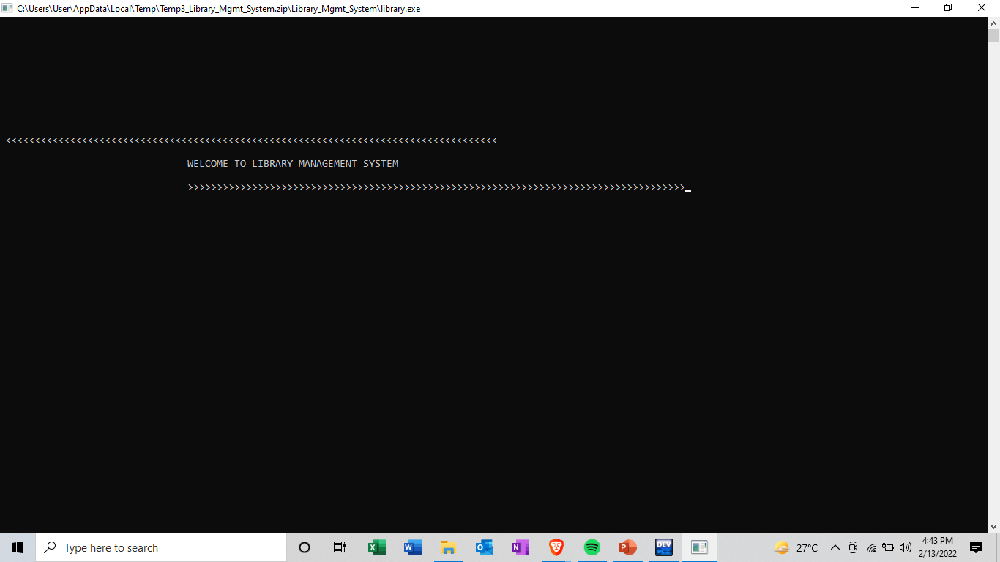 C:\Users\User\AppData\Local\Temp\Temp3_Library_Mgmt_System.zip\Library_Mgmt_System\library.exe
<<<<<<<<<<<<<<<<<<<<<<<<<<<<<<<<<<<<<<<<<<<<<<<<<<<<<<<<<<<<<<<<<<<<<<<<<<<<<<<<<<<<
WELCOME TO LIBRARY MANAGEMENT SYSTEM
>>>>>>>>>>>>>>>>>>>>>>>>>>>>>>>>>>>>>>>>>>>>>>>>>>>>>>>>>>>>>>>>>>>>>>>>>>>>>>>>>>>>>
Type here to search
27°C
4:43 PM
2/13/2022